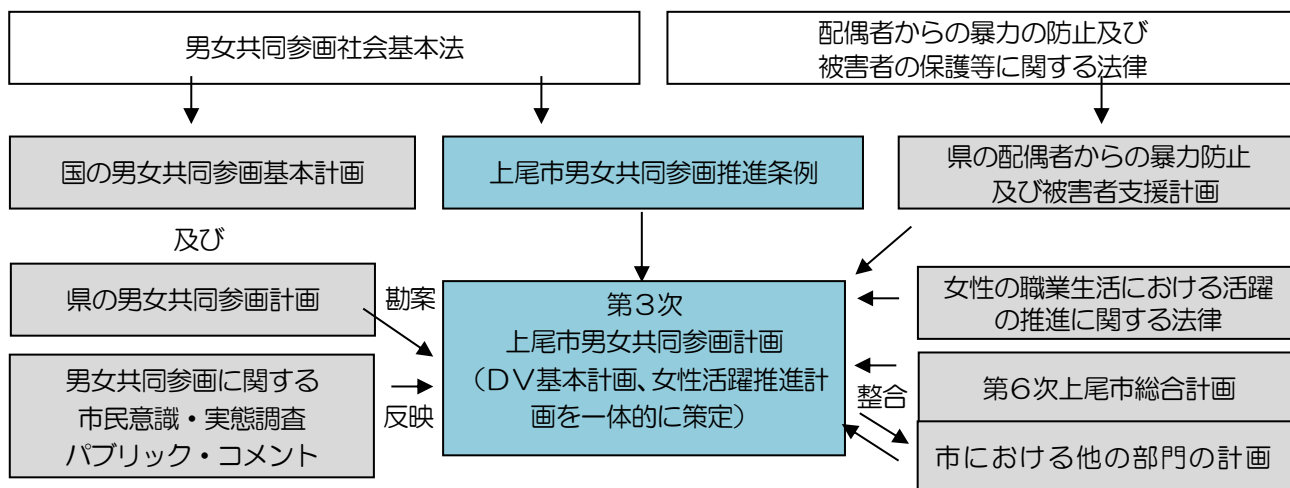 男女共同参画社会基本法
配偶者からの暴力の防止及び
被害者の保護等に関する法律
国の男女共同参画基本計画
上尾市男女共同参画推進条例
県の配偶者からの暴力防止
及び被害者支援計画
及び
県の男女共同参画計画
勘案
第３次
上尾市男女共同参画計画
（ＤＶ基本計画、女性活躍推進計
画を一体的に策定）
女性の職業生活における活躍
の推進に関する法律
男女共同参画に関する
市民意識・実態調査
パブリック・コメント
反映
整合
第６次上尾市総合計画
市における他の部門の計画